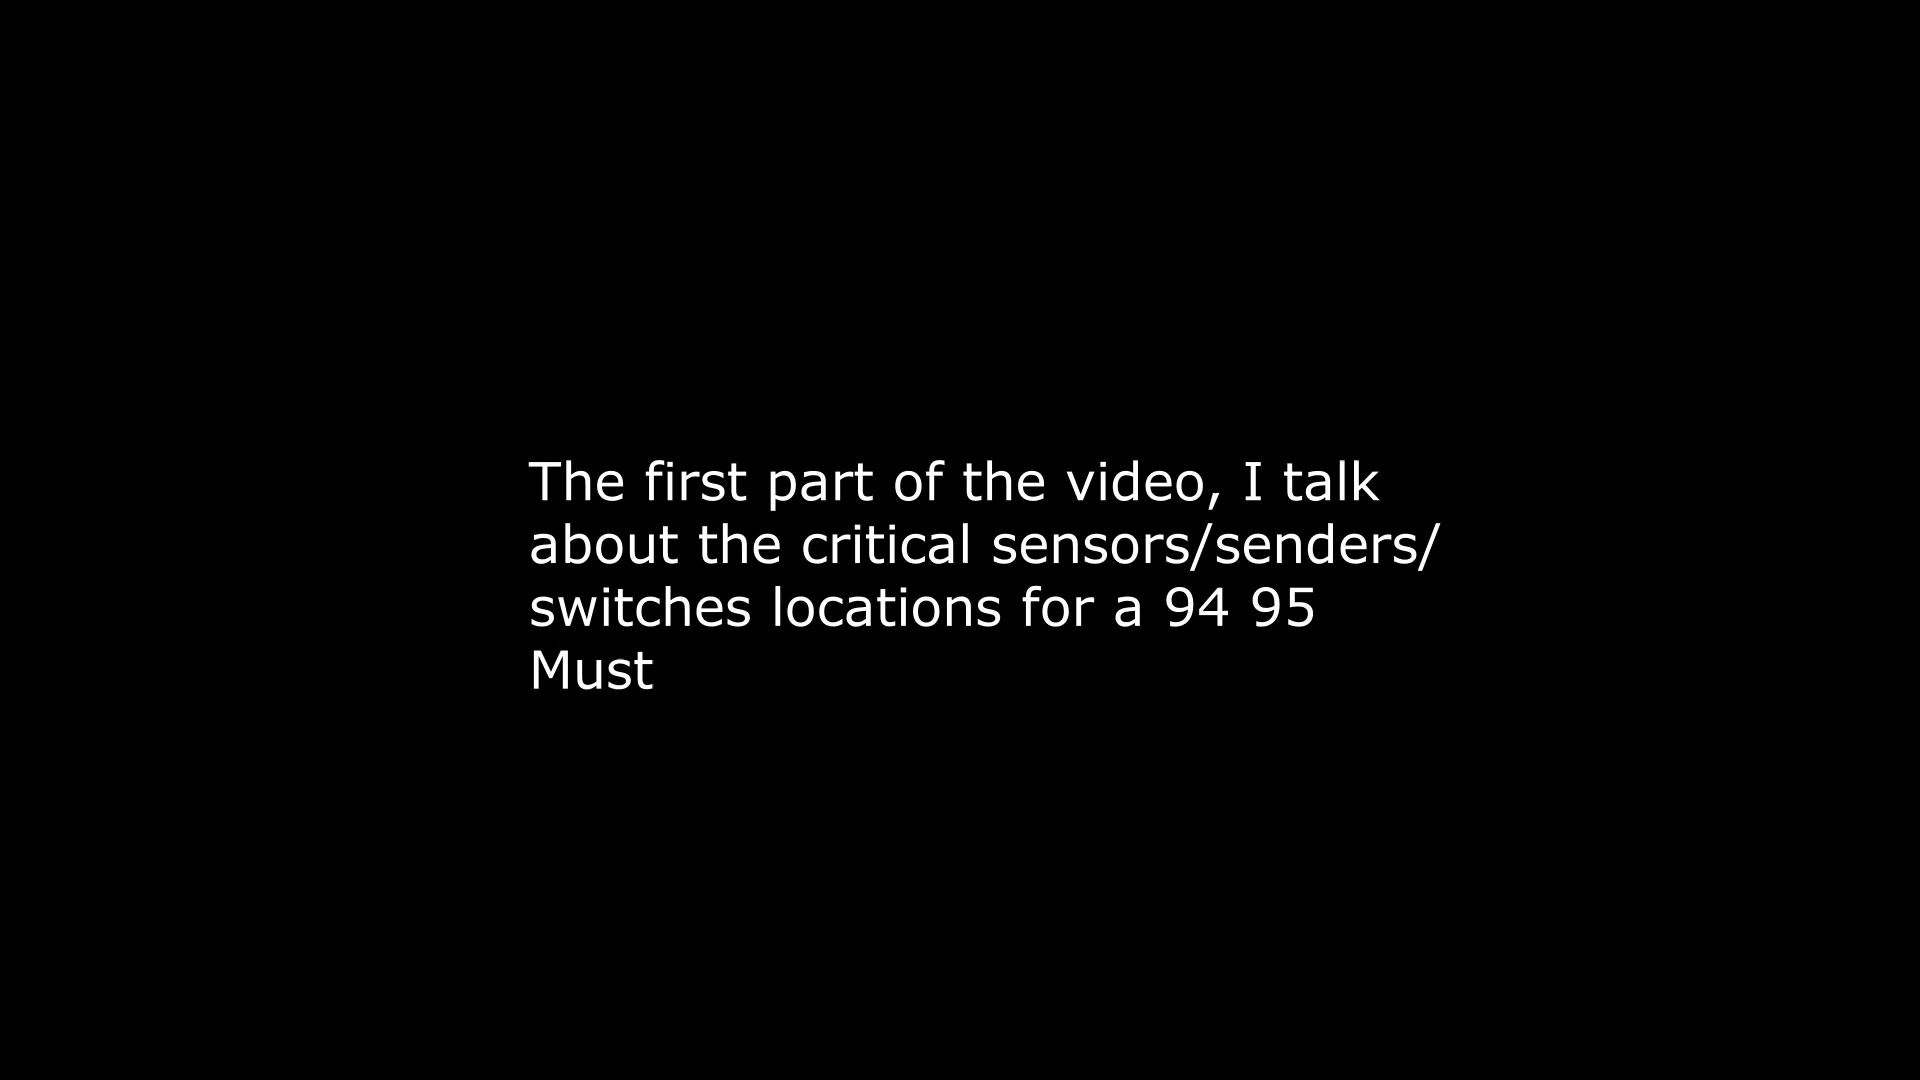 The first part of the video, I talk
about the critical sensors/senders/
switches locations for a 94 95
Must